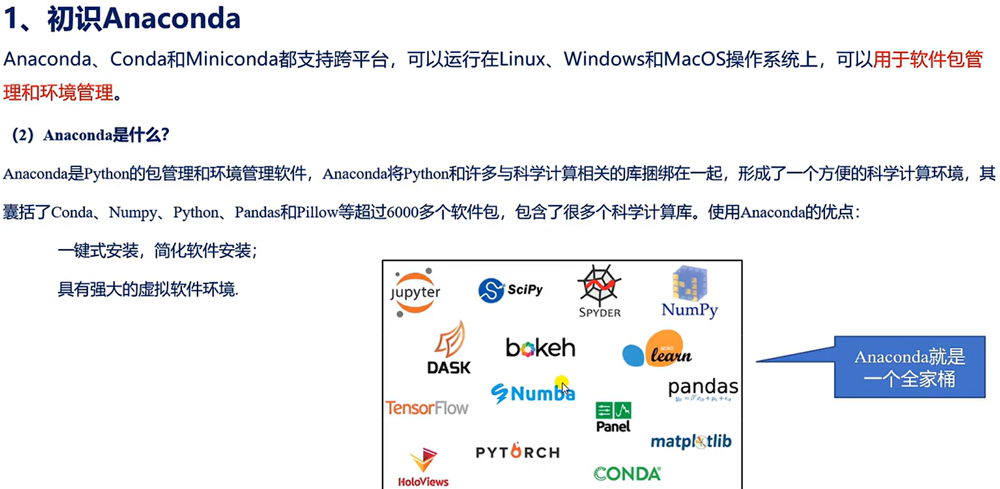 1、初识Anaconda
Anaconda、Conda和Miniconda都支持跨平台，可以运行在Linux、Windows和MacOS操作系统上，可以用于软件包管
理和环境管理。
（2）Anaconda是什么？
Anaconda是Python的包管理和环境管理软件，Anaconda将Python和许多与科学计算相关的库捆绑在一起，形成了一个方便的科学计算环境，其
囊括了Conda、Numpy、Python、Pandas和Pillow等超过6000多个软件包，包含了很多个科学计算库。使用Anaconda的优点：
一键式安装，简化软件安装；
具有强大的虚拟软件环境.
jupyter
SciPy
SPYDER
NumPy
DASK
bokeh
scikit
learn
Numba
pandas
TensorFlow
Panel
matplotlib
PYTORCH
HoloViews
CONDA
Anaconda就是
一个全家桶